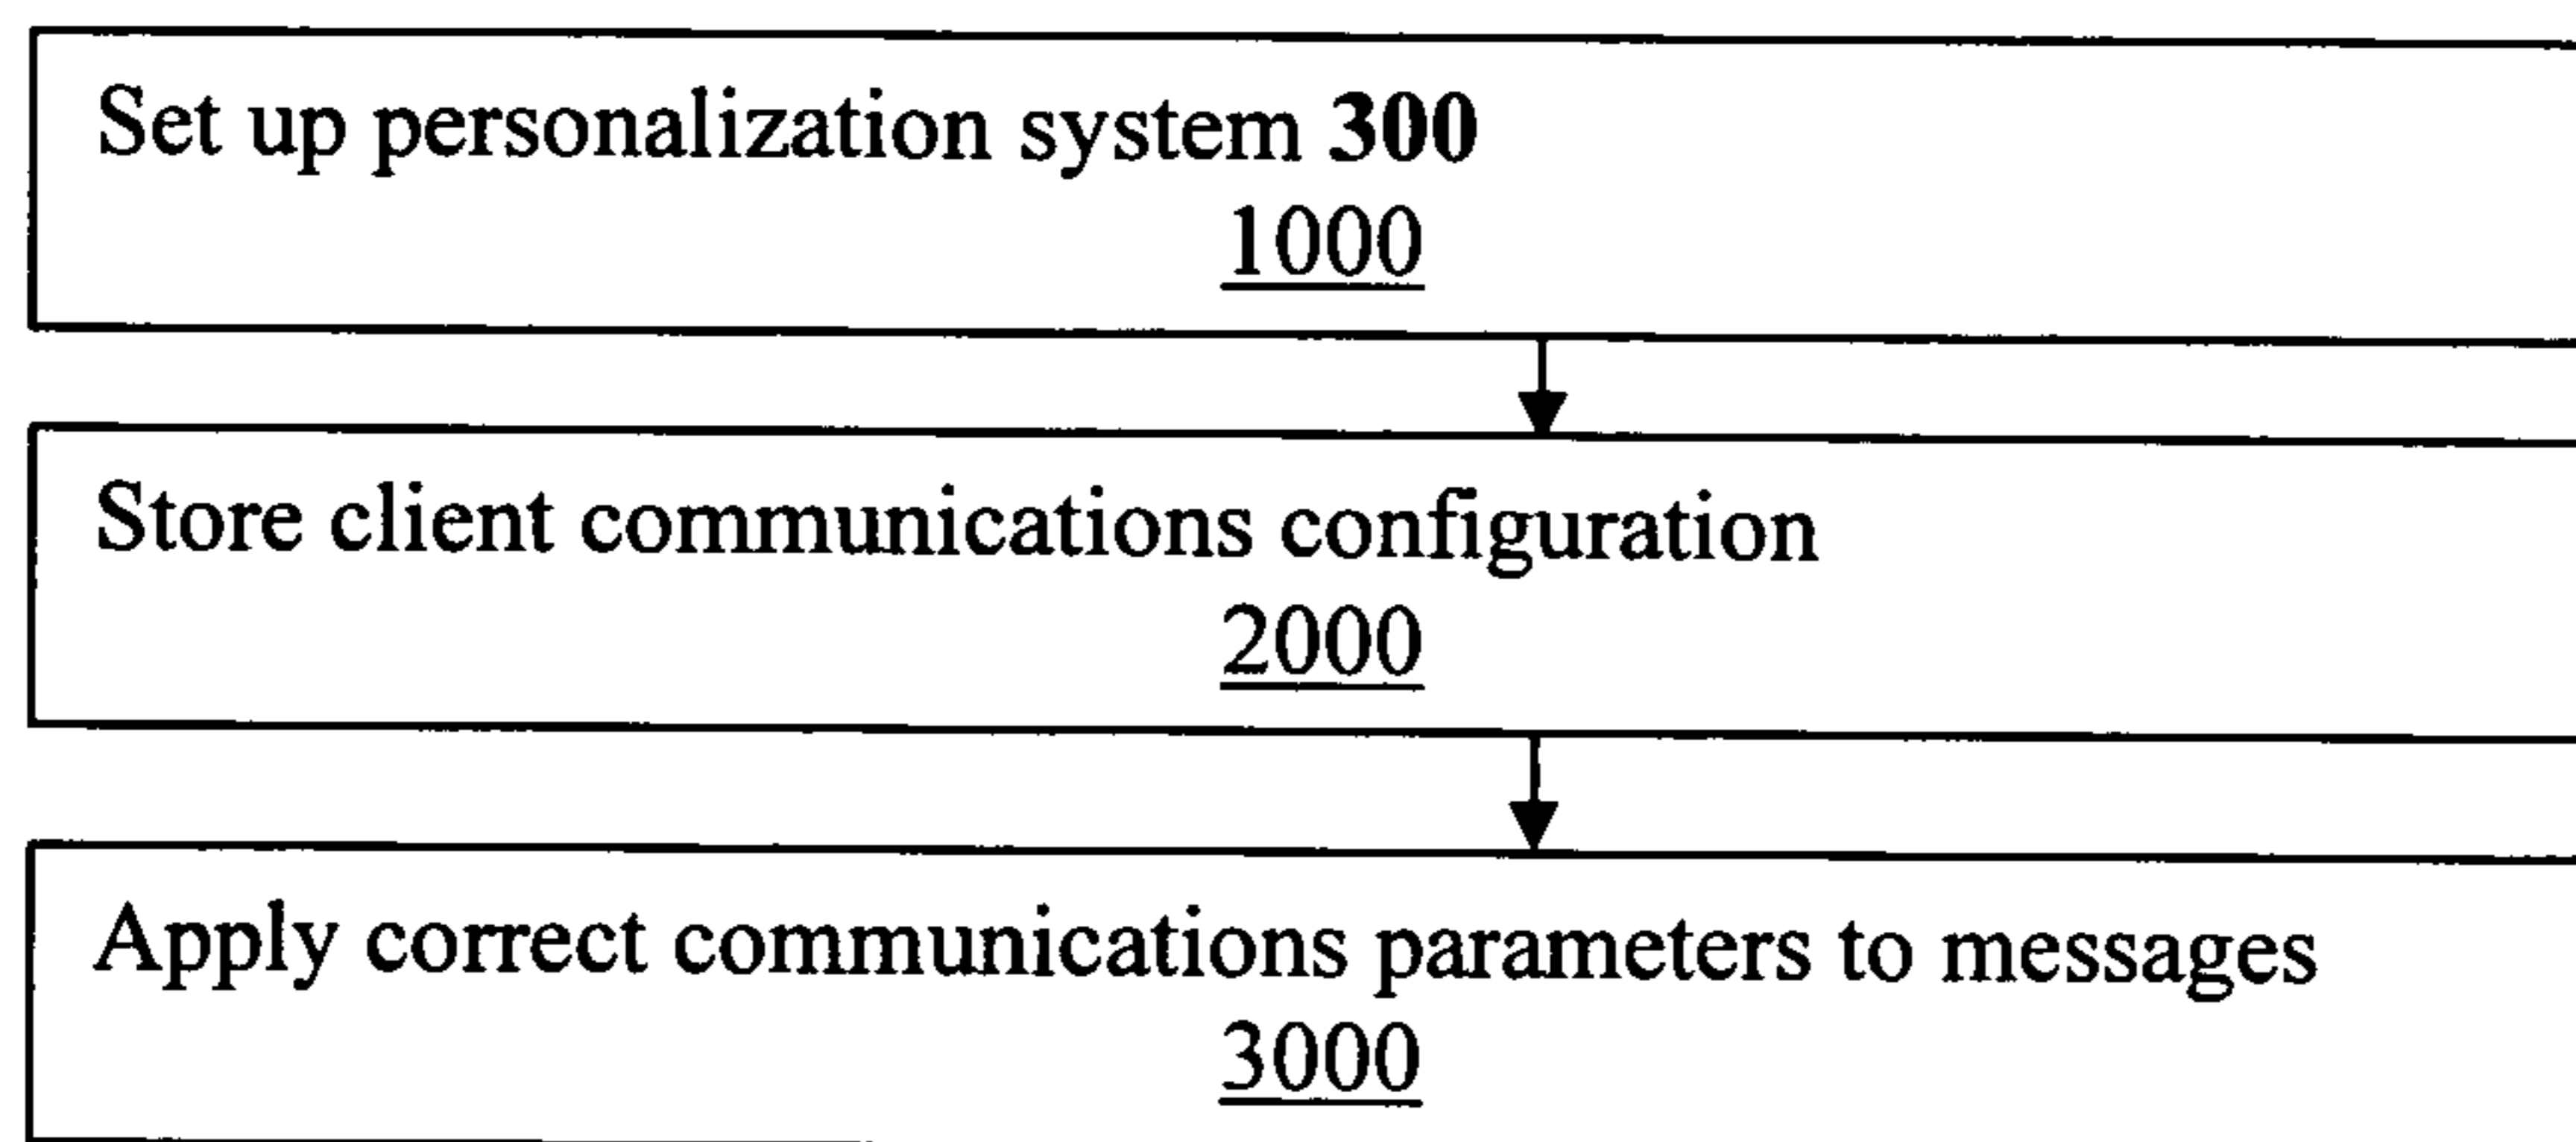 Set up personalization system 300
1000
Store client communications configuration
2000
Apply correct communications parameters to messages
3000